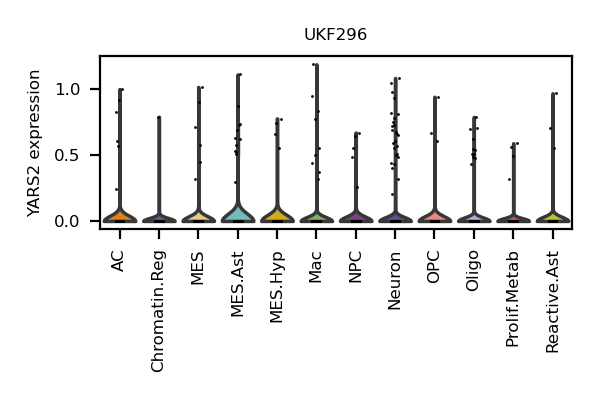 UKF296
YARS2 expression
1.0
0.5
0.0
AC
Chromatin.Reg
MES
MES.Ast
MES.Hyp
Mac
NPC
Neuron
OPC
Oligo
Prolif.Metab
Reactive.Ast